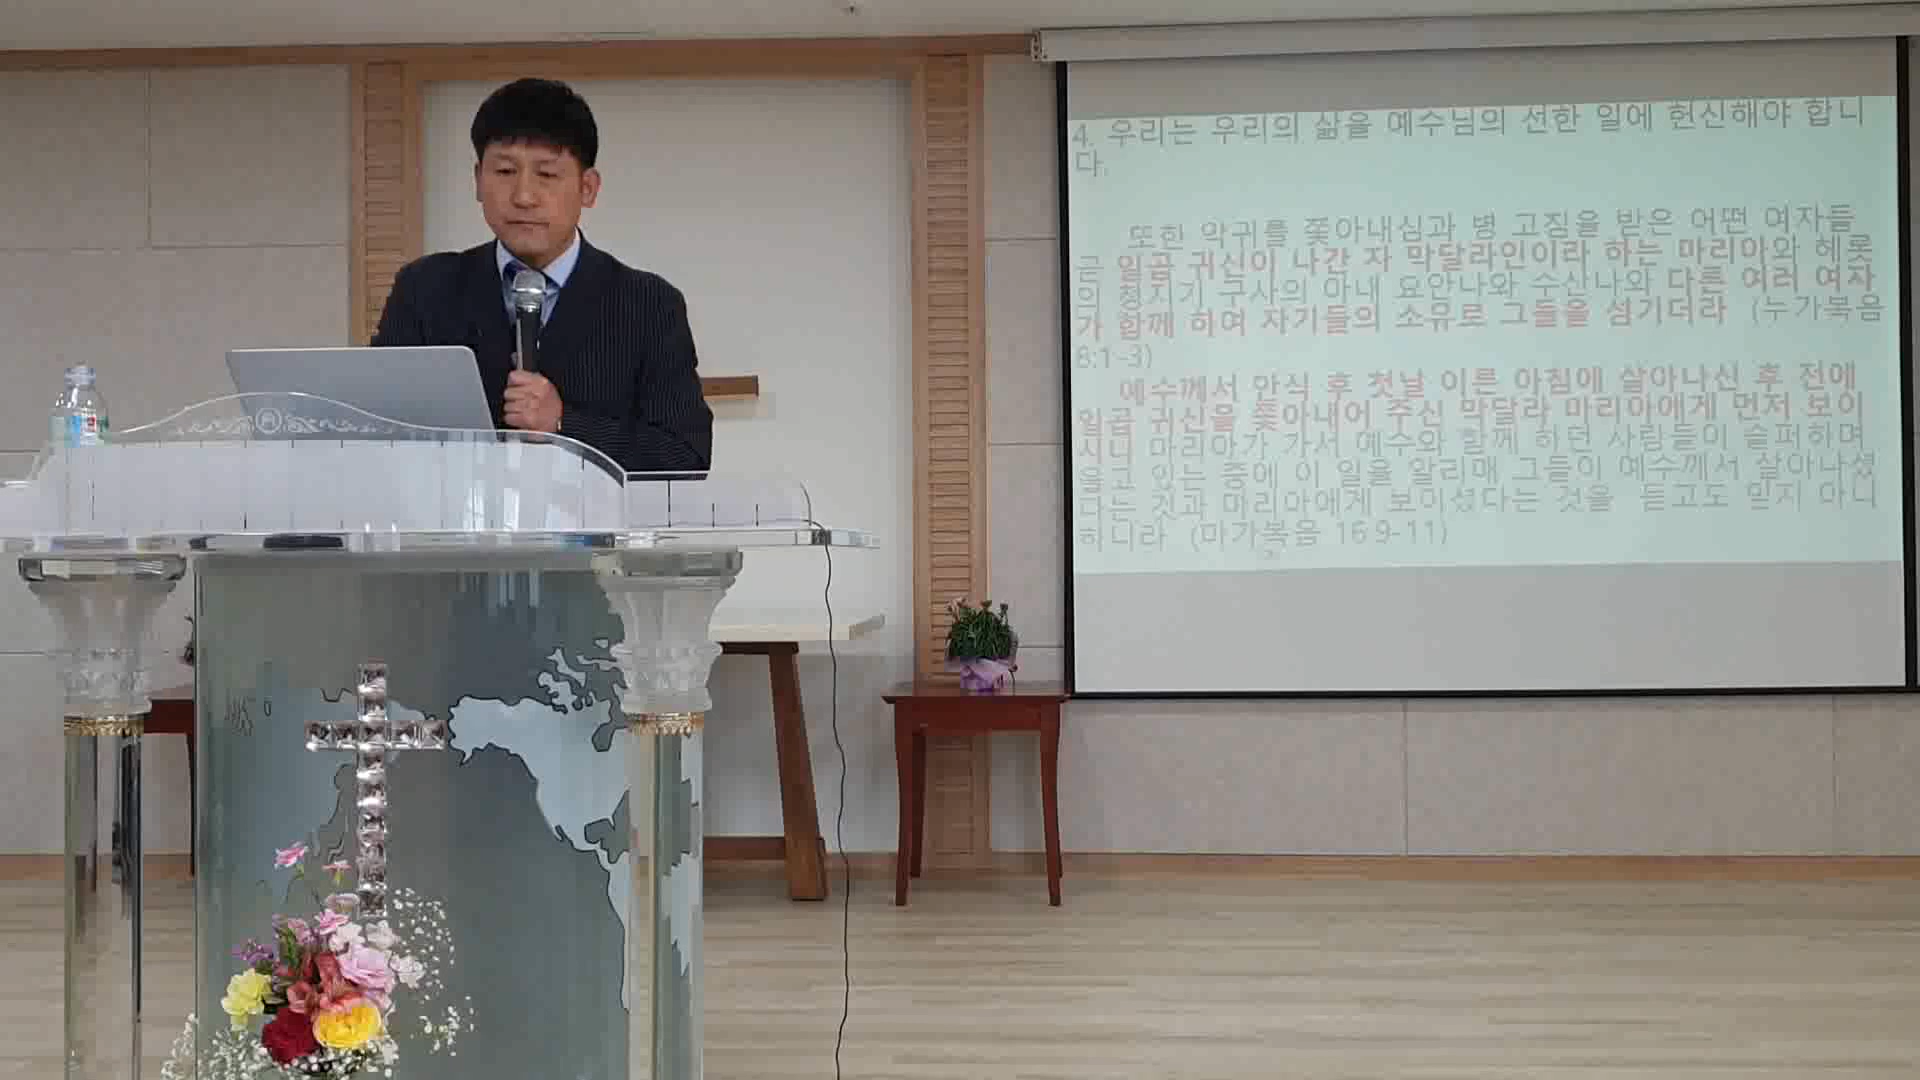 4. 우리는 우리의 삶을 예수님의 선한 일에 헌신해야 합니
다.
또한 악귀를 쫓아내심과 병 고침을 받은 어떤 여자들
곧 일곱 귀신이 나간 자 막달라인이라 하는 마리아와 헤롯
의 청지기 구사의 아내 요안나와 수산나와 다른 여러 여자
가 함께 하여 자기들의 소유로 그들을 섬기더라 (누가복음
8:1-3)
예수께서 안식 후 첫날 이른 아침에 살아나신 후 전에
일곱 귀신을 쫓아내어 주신 막달라 마리아에게 먼저 보이
시니 마리아가 가서 예수와 함께 하던 사람들이 슬퍼하며
울고 있는 중에 이 일을 알리매 그들이 예수께서 살아나셨
다는 것과 마리아에게 보이셨다는 것을 듣고도 믿지 아니
하니라 (마가복음 16:9-11)